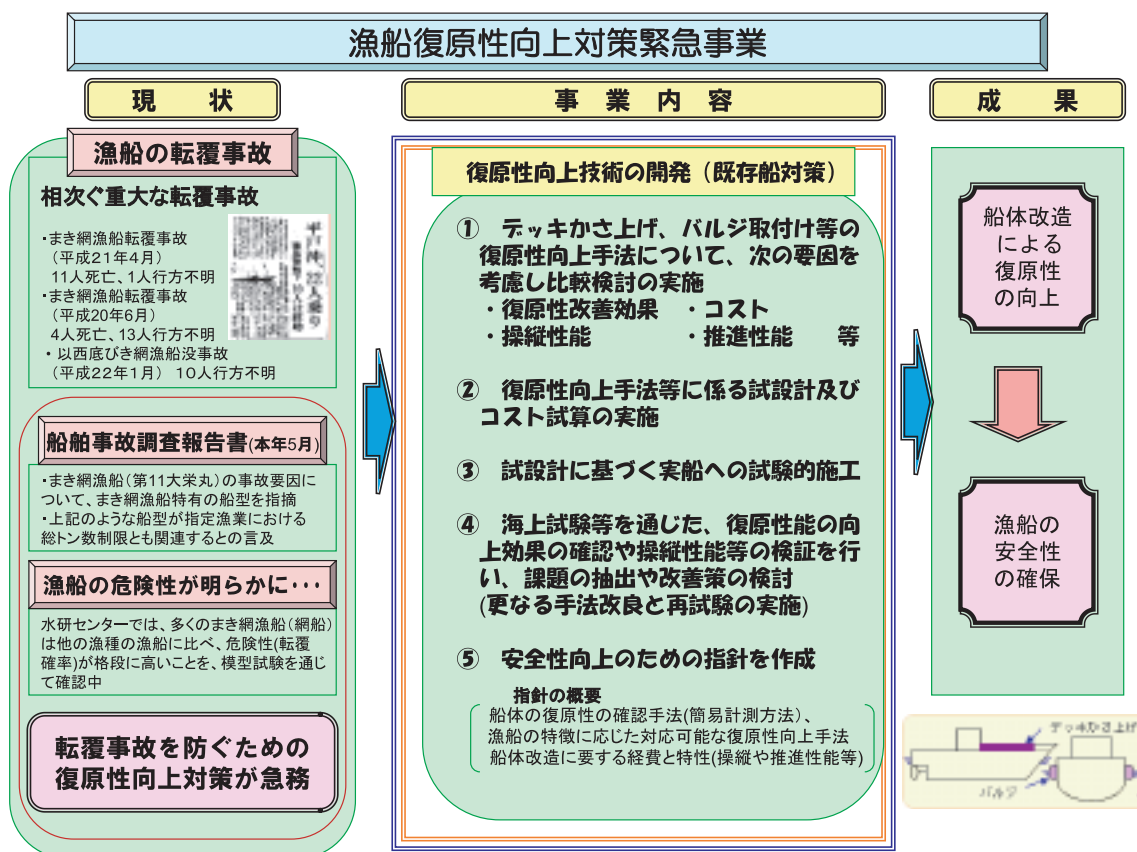 漁船復原性向上対策緊急事業
現 状
漁船の転覆事故
相次ぐ重大な転覆事故
・まき網漁船転覆事故
(平成21年4月)
11人死亡、1人行方不明
・まき網漁船転覆事故
(平成20年6月)
4人死亡、13人行方不明
・以西底びき網漁船没事故
(平成22年1月) 10人行方不明
船舶事故調査報告書(本年5月)
・まき網漁船(第11大栄丸)の事故要因に
ついて、まき網漁船特有の船型を指摘
・上記のような船型が指定漁業における
総トン数制限とも関連するとの言及
漁船の危険性が明らかに・・・
水研センターでは、多くのまき網漁船(網船)
は他の漁種の漁船に比べ、危険性(転覆
確率)が格段に高いことを、模型試験を通じ
て確認中
転覆事故を防ぐための
復原性向上対策が急務
事 業 内 容
復原性向上技術の開発(既存船対策)
① デッキかさ上げ、バルジ取付け等の
復原性向上手法について、次の要因を
考慮し比較検討の実施
・復原性改善効果 ・コスト
・操縦性能 ・推進性能 等
② 復原性向上手法等に係る試設計及び
コスト試算の実施
③ 試設計に基づく実船への試験的施工
④ 海上試験等を通じた、復原性能の向
上効果の確認や操縦性能等の検証を行
い、課題の抽出や改善策の検討
(更なる手法改良と再試験の実施)
⑤ 安全性向上のための指針を作成
指針の概要
船体の復原性の確認手法(簡易計測方法)、
漁船の特徴に応じた対応可能な復原性向上手法
船体改造に要する経費と特性(操縦や推進性能等)
成 果
船体改造
による
復原性
の向上
漁船の
安全性
の確保
デッキかさ上げ
バルジ